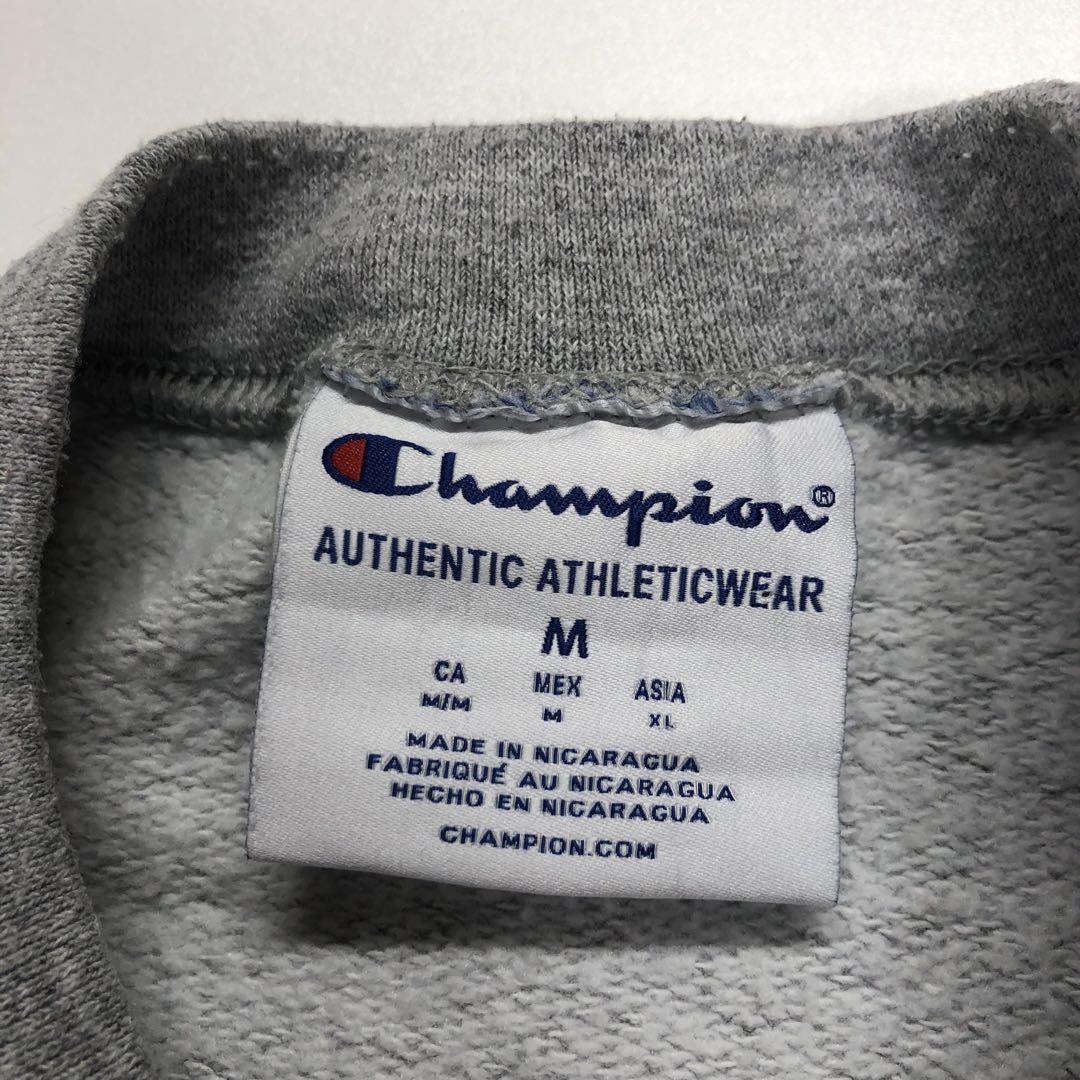 Champion®
AUTHENTIC ATHLETICWEAR
M
CA MEX ASIA
M/M M XL
MADE IN NICARAGUA
FABRIQUÉ AU NICARAGUA
HECHO EN NICARAGUA
CHAMPION.COM